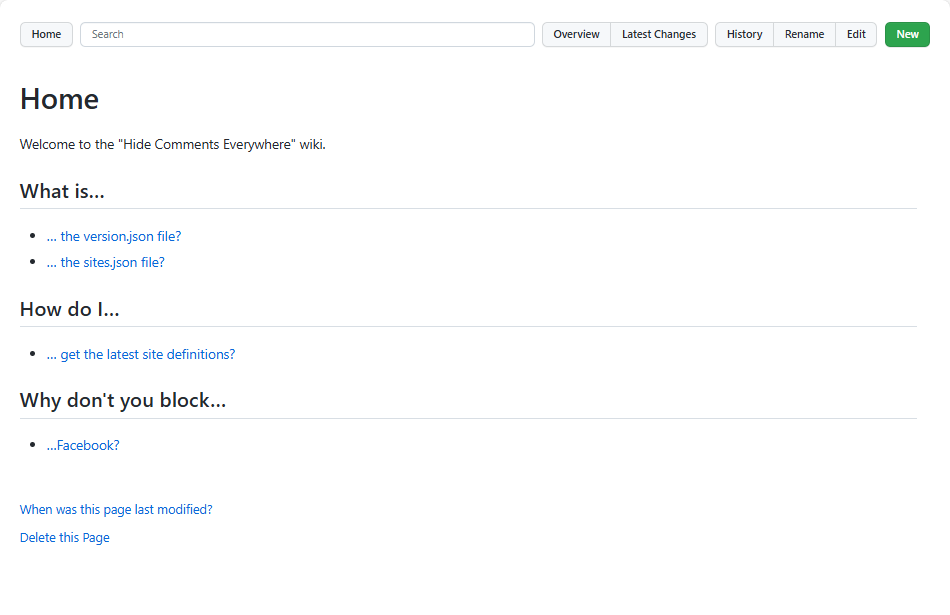 Home Search Overview Latest Changes History Rename Edit New
Home
Welcome to the "Hide Comments Everywhere" wiki.
What is...
... the version.json file?
... the sites.json file?
How do I...
... get the latest site definitions?
Why don't you block...
...Facebook?
When was this page last modified?
Delete this Page